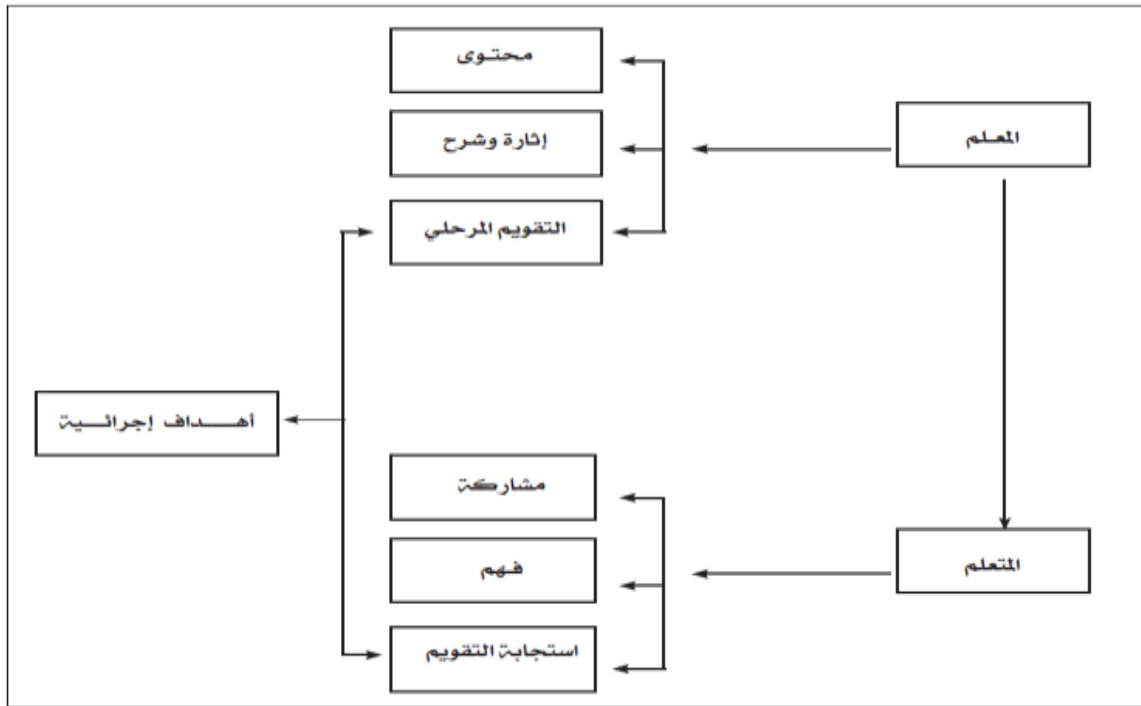 محتوى
المعلم
إثارة وشرح
التقويم المرحلي
أهداف إجرائية
مشاركة
المتعلم
فهم
استجابة التقويم